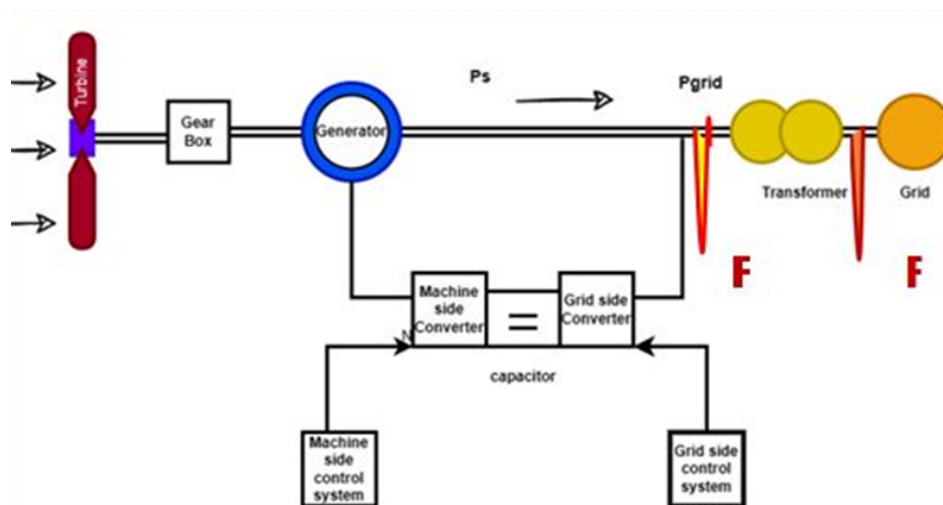 Turbine
Ps
Pgrid
Gear
Box
Generator
Transformer
Grid
F
F
Machine
side
Converter
=
Grid side
Converter
capacitor
Machine
side
control
system
Grid side
control
system